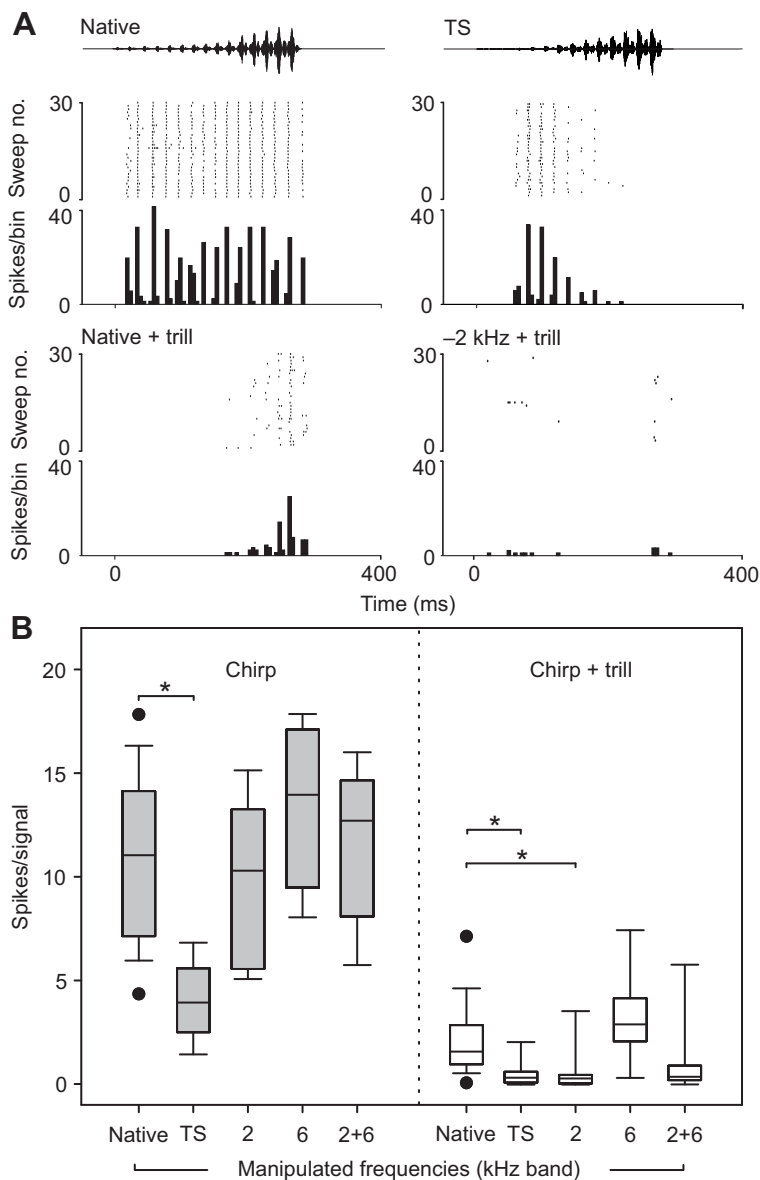 A
Native
TS
30
Sweep no.
0
40
Spikes/bin
0
30
0
40
0
Native + trill
–2 kHz + trill
30
Sweep no.
0
40
Spikes/bin
0
30
0
40
0
0
400
0
400
Time (ms)
B
Chirp
Chirp + trill
20
15
10
5
0
Spikes/signal
*
*
*
Native TS 2 6 2+6
Native TS 2 6 2+6
Manipulated frequencies (kHz band)